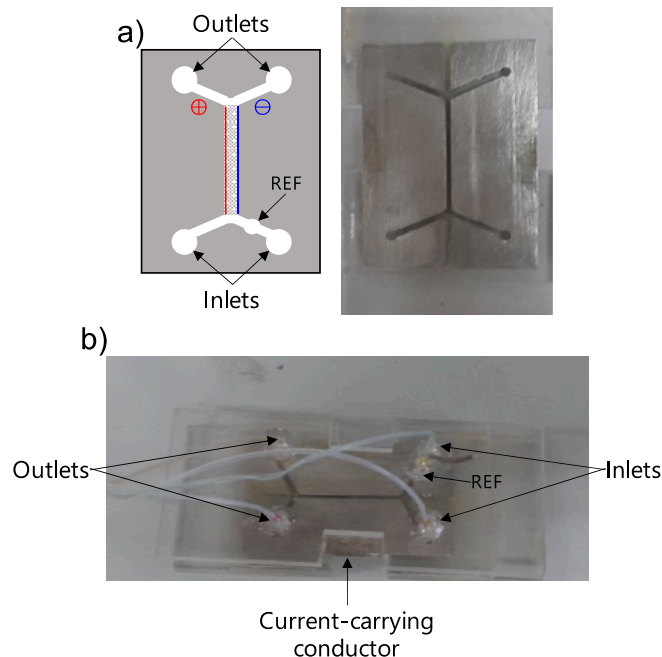 a)
Outlets
⊕
⊖
REF
Inlets
b)
Outlets
REF
Inlets
Current-carrying
conductor